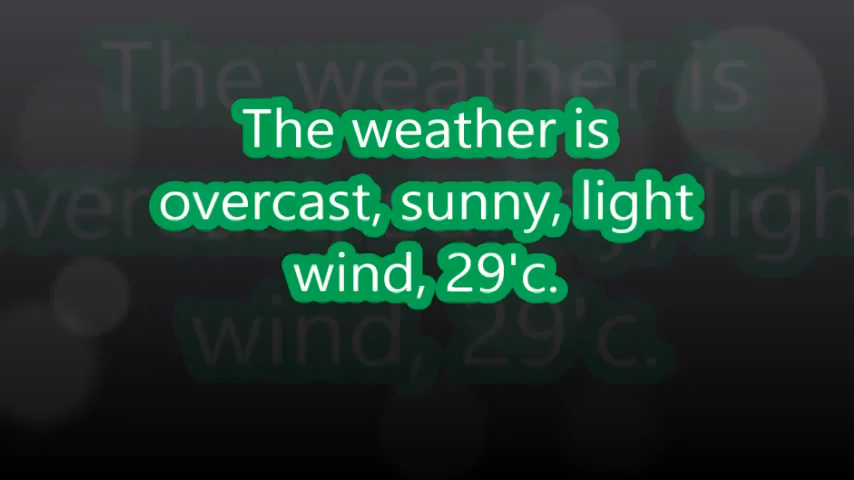 The weather is
overcast, sunny, light
wind, 29'c.